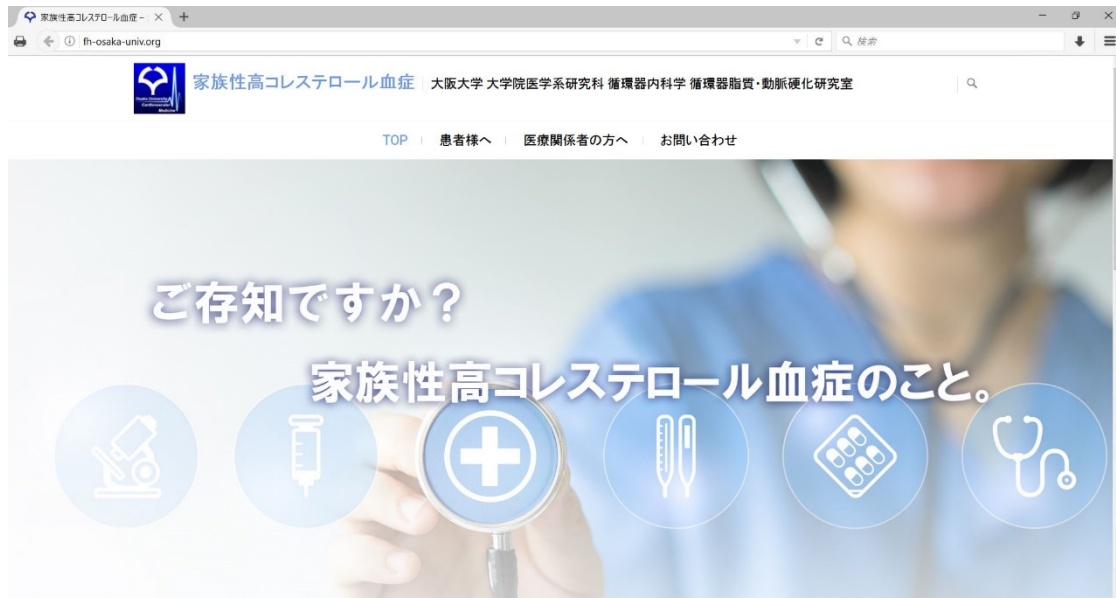 家族性高コレステロール血症 –
fh-osaka-univ.org
検索
家族性高コレステロール血症 大阪大学 大学院医学系研究科 循環器内科学 循環器脂質・動脈硬化研究室
TOP 患者様へ 医療関係者の方へ お問い合わせ
ご存知ですか?
家族性高コレステロール血症のこと。